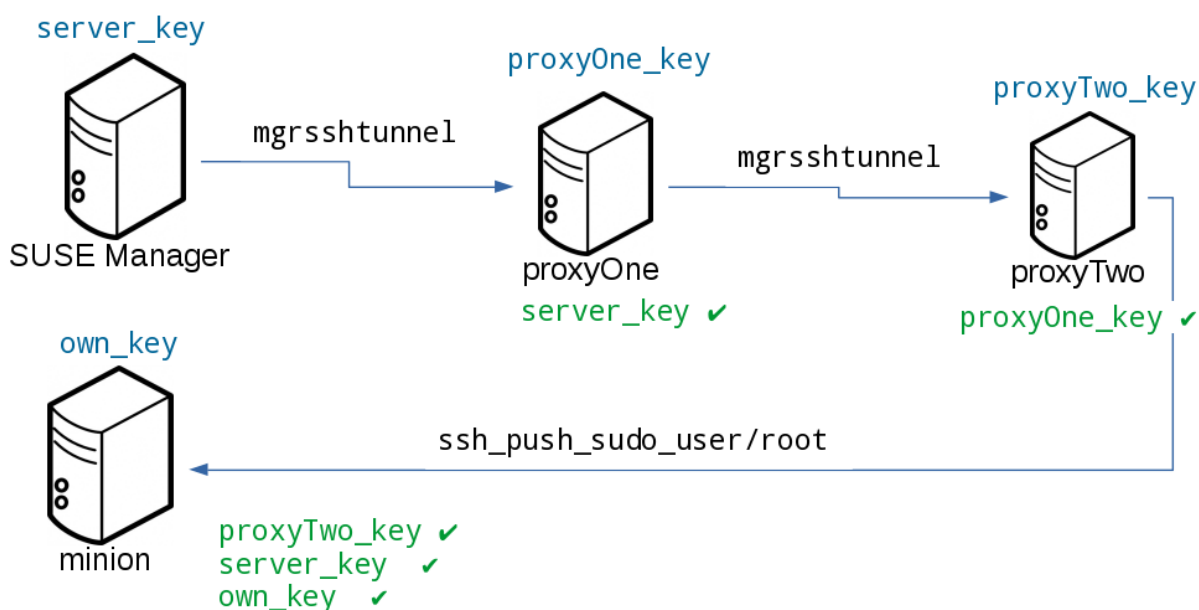 server_key
proxyOne_key
proxyTwo_key
mgrsshtunnel
mgrsshtunnel
SUSE Manager
proxyOne
proxyTwo
server_key ✔
proxyOne_key ✔
own_key
ssh_push_sudo_user/root
minion
proxyTwo_key ✔
server_key ✔
own_key ✔